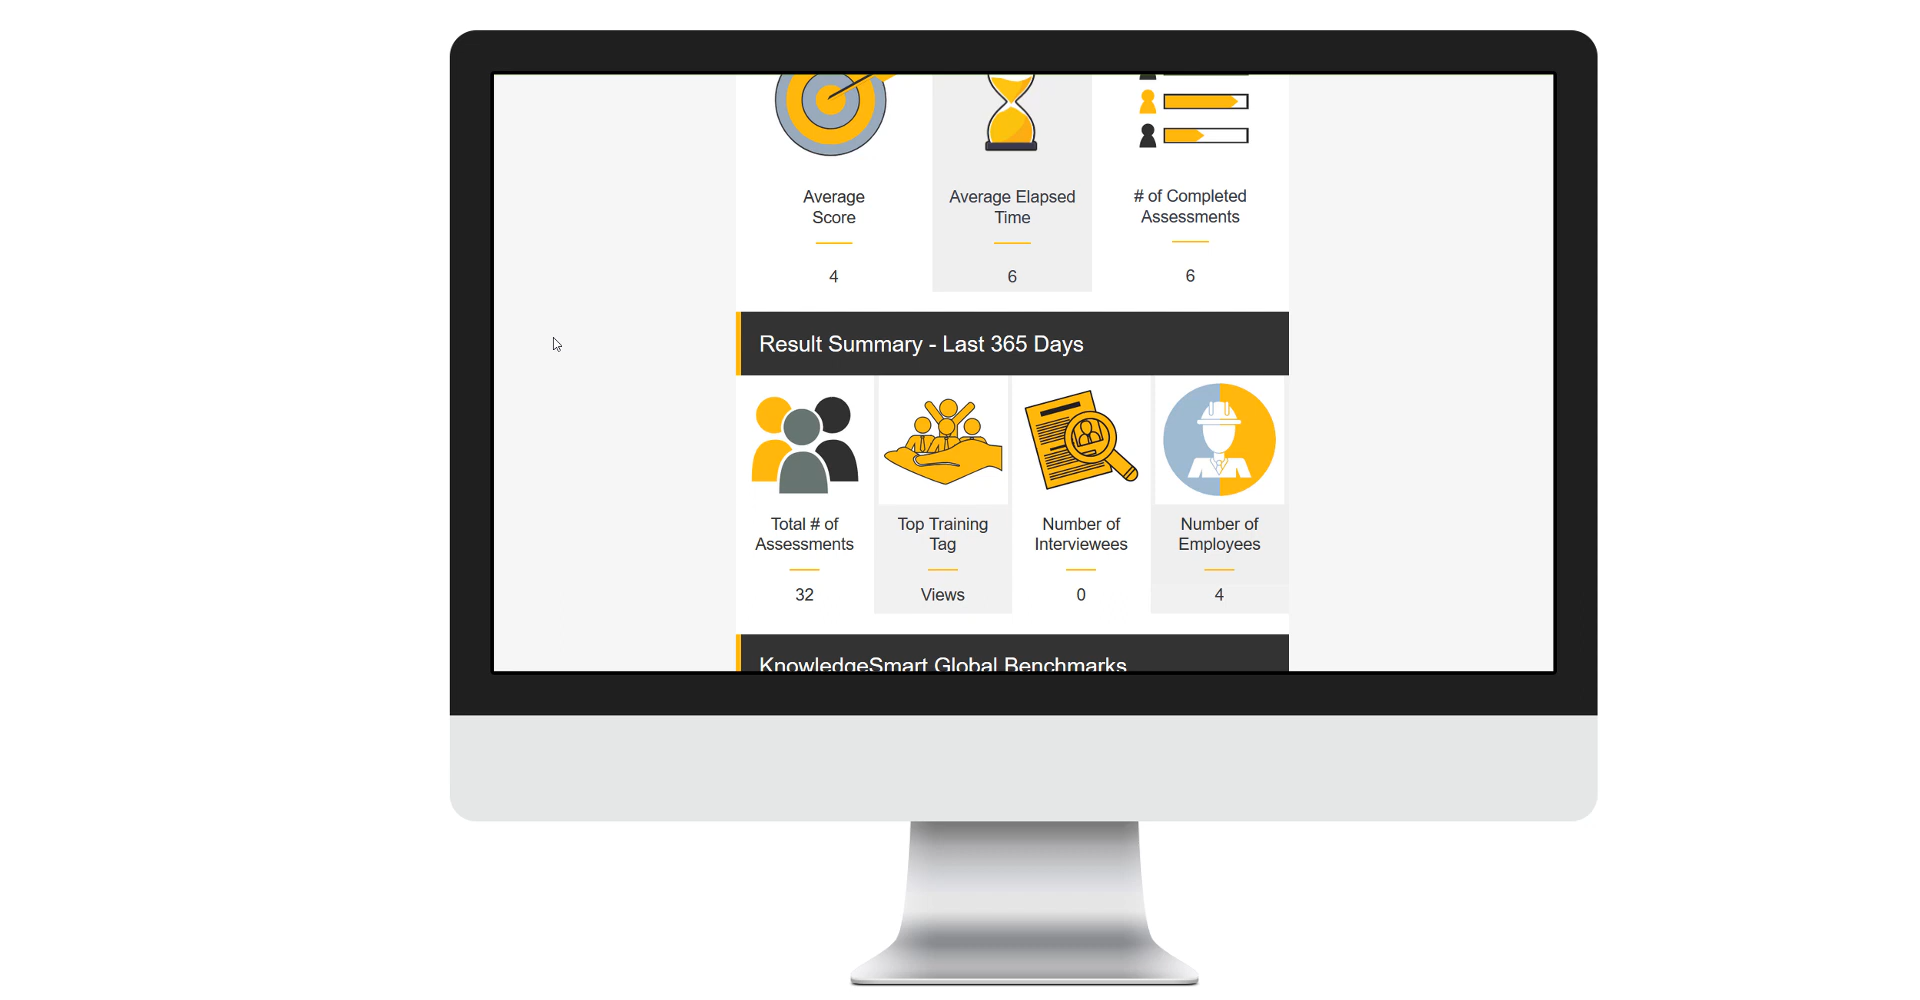 Average
Score
4
Average Elapsed
Time
6
# of Completed
Assessments
6
Result Summary - Last 365 Days
Total # of
Assessments
32
Top Training
Tag
Views
Number of
Interviewees
0
Number of
Employees
4
KnowledgeSmart Global Benchmarks